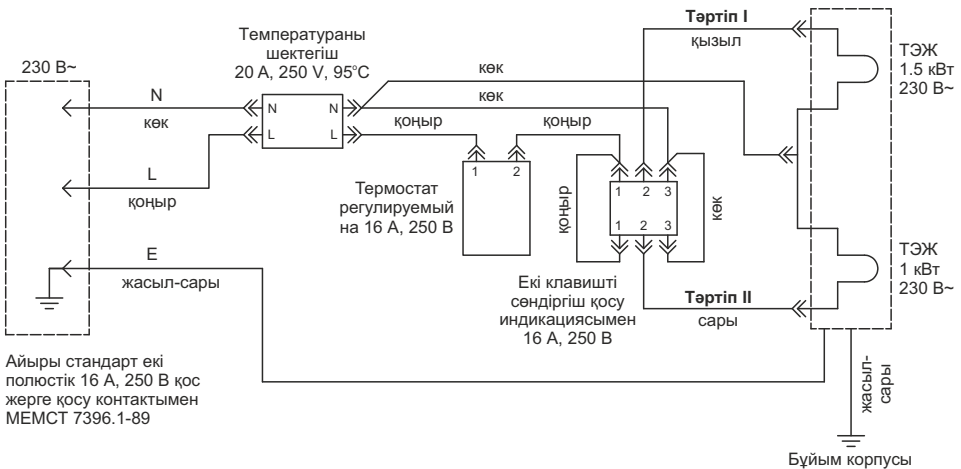 230 В~
N
көк
L
қоңыр
E
жасыл-сары
Айыры стандарт екі
полюстік 16 А, 250 В қос
жерге қосу контактымен
МЕМСТ 7396.1-89
Температураны
шектегіш
20 А, 250 V, 95°C
N
N
L
L
көк
көк
қоңыр
қоңыр
1
2
Термостат
регулируемый
на 16 А, 250 В
Тәртіп I
қызыл
қоңыр
1
2
3
1
2
3
көк
Екі клавишті
сөндіргіш қосу
индикациясымен
16 А, 250 В
Тәртіп II
сары
ТЭЖ
1.5 кВт
230 В~
ТЭЖ
1 кВт
230 В~
жасыл-
сары
Бұйым корпусы